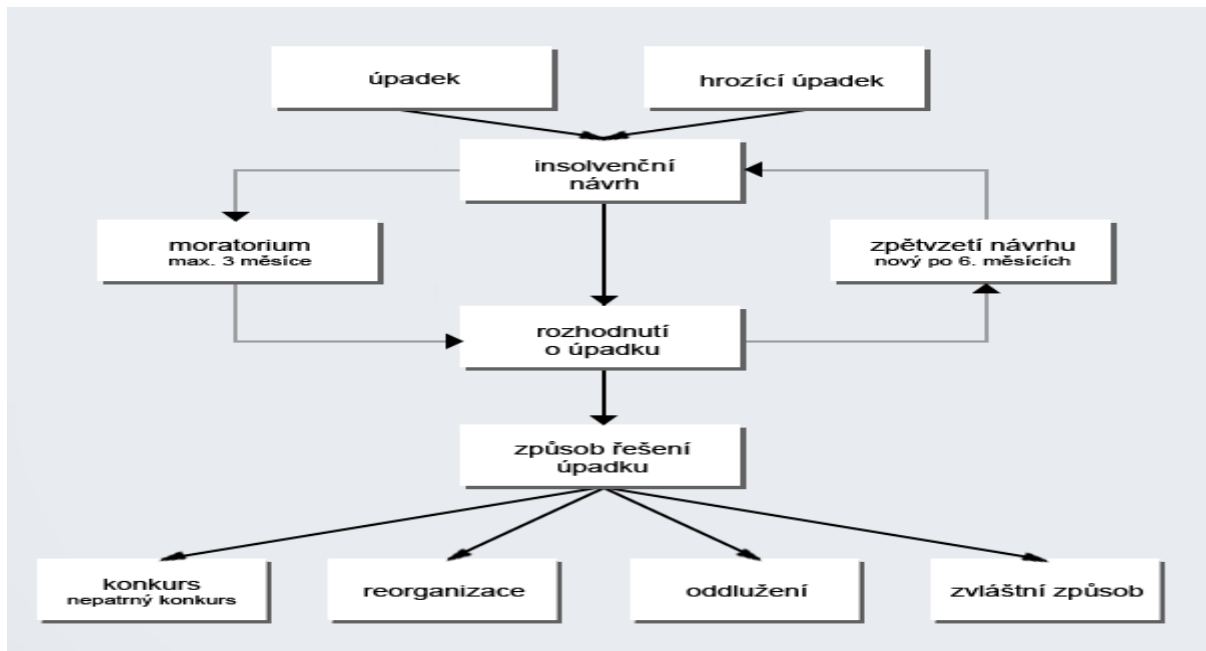 úpadek
hrozící úpadek
insolvenční
návrh
moratorium
max. 3 měsíce
zpětvzetí návrhu
nový po 6. měsících
rozhodnutí
o úpadku
způsob řešení
úpadku
konkurs
nepatrný konkurs
reorganizace
oddlužení
zvláštní způsob